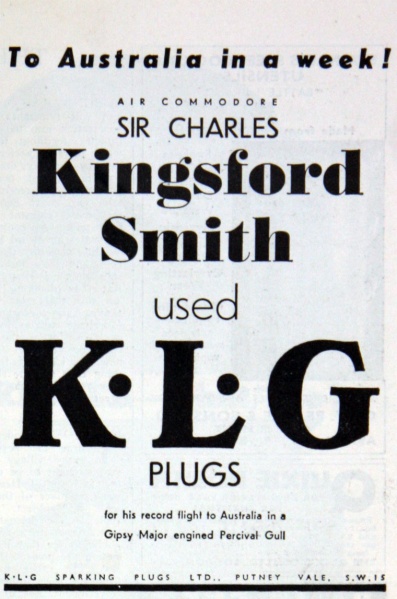 To Australia in a week!
AIR COMMODORE
SIR CHARLES
Kingsford
Smith
used
K·L·G
PLUGS
for his record flight to Australia in a
Gipsy Major engined Percival Gull
K·L·G SPARKING PLUGS LTD., PUTNEY VALE, S.W.15